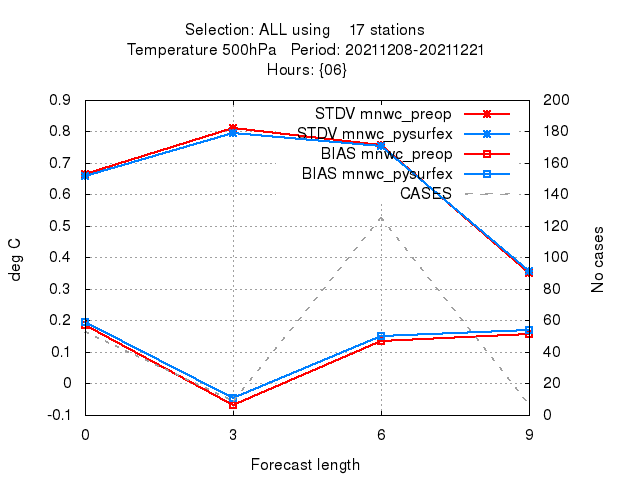 Selection: ALL using 17 stations
Temperature 500hPa Period: 20211208-20211221
Hours: {06}
0.9 200
STDV mnwc_preop
0.8 180
STDV mnwc_pysurfex
0.7 160
BIAS mnwc_preop
BIAS mnwc_pysurfex
0.6 140
CASES
0.5 120
0.4 100
deg C No cases
0.3 80
0.2 60
0.1 40
0 20
-0.1 0
0 3 6 9
Forecast length